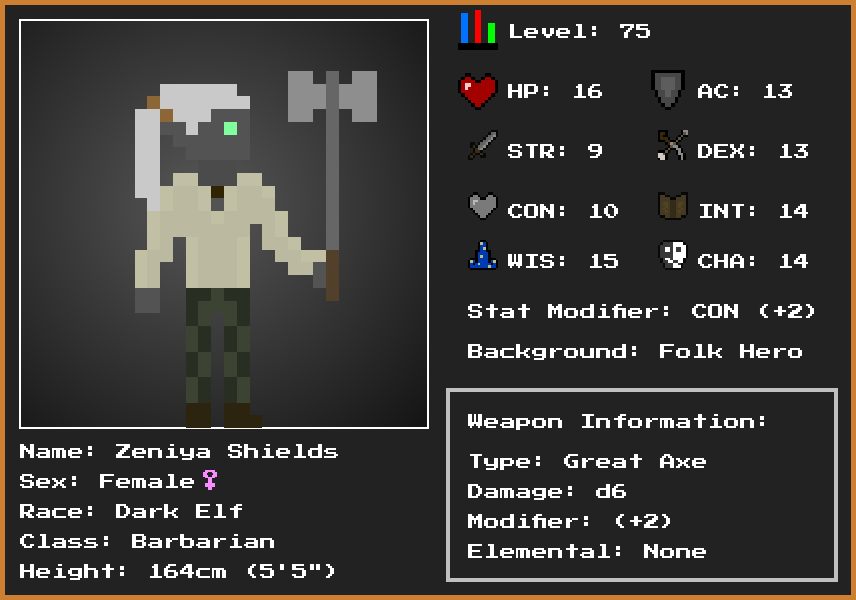 Level: 75
HP: 16
AC: 13
STR: 9
DEX: 13
CON: 10
INT: 14
WIS: 15
CHA: 14
Stat Modifier: CON (+2)
Background: Folk Hero
Weapon Information:
Type: Great Axe
Damage: d6
Modifier: (+2)
Elemental: None
Name: Zeniya Shields
Sex: Female♀
Race: Dark Elf
Class: Barbarian
Height: 164cm (5'5")